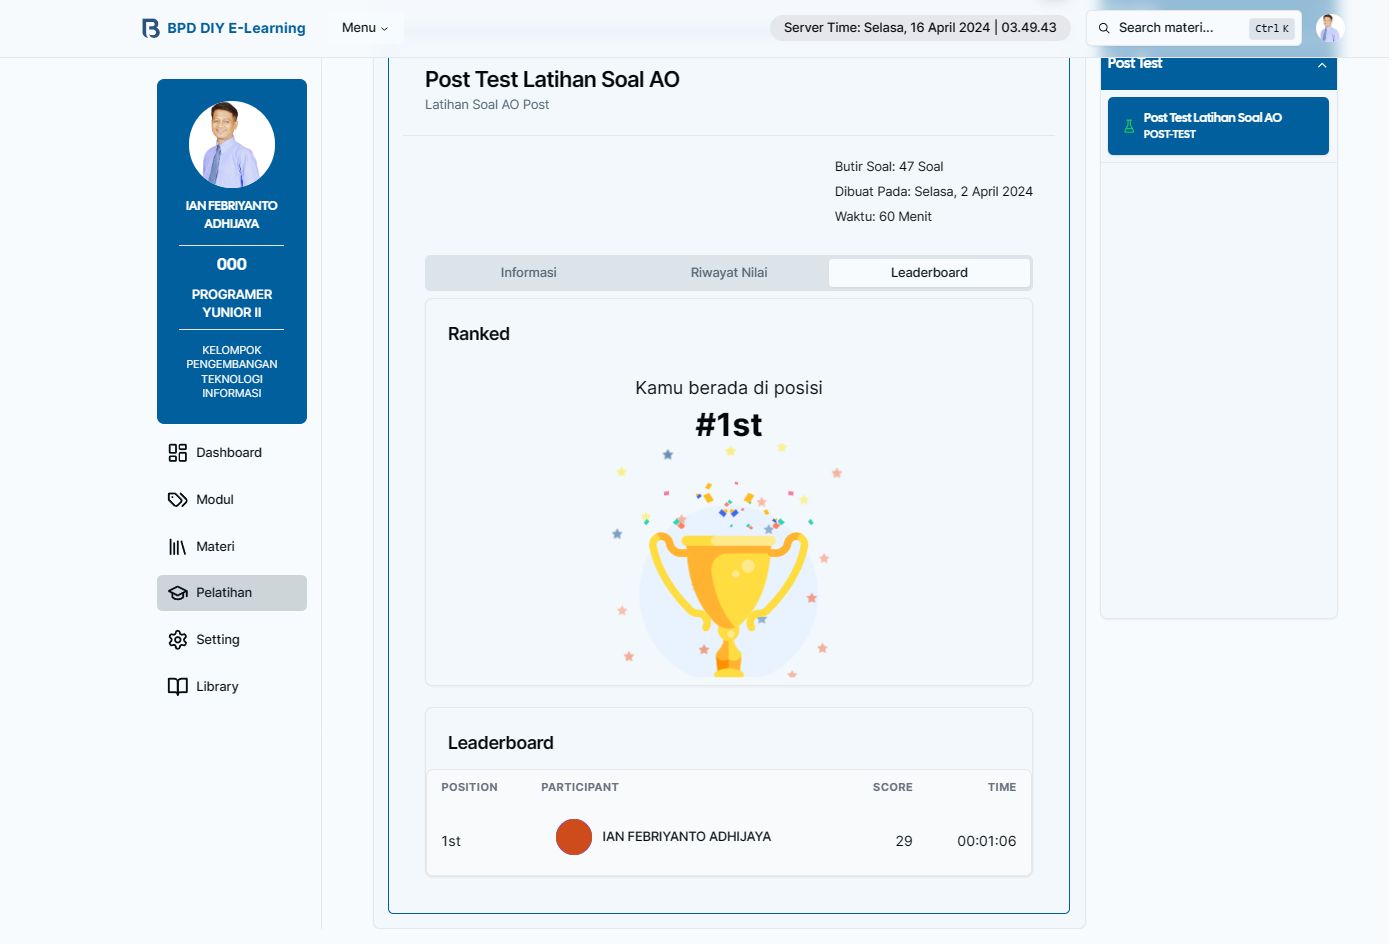 BPD DIY E-Learning
Menu
Server Time: Selasa, 16 April 2024 | 03.49.43
Search materi...
Ctrl K
IAN FEBRIYANTO
ADHIJAYA
000
PROGRAMER
YUNIOR II
KELOMPOK
PENGEMBANGAN
TEKNOLOGI
INFORMASI
Dashboard
Modul
Materi
Pelatihan
Setting
Library
Post Test Latihan Soal AO
Latihan Soal AO Post
Butir Soal: 47 Soal
Dibuat Pada: Selasa, 2 April 2024
Waktu: 60 Menit
Informasi
Riwayat Nilai
Leaderboard
Ranked
Kamu berada di posisi
#1st
Leaderboard
POSITION PARTICIPANT SCORE TIME
1st IAN FEBRIYANTO ADHIJAYA 29 00:01:06
Post Test
Post Test Latihan Soal AO
POST-TEST